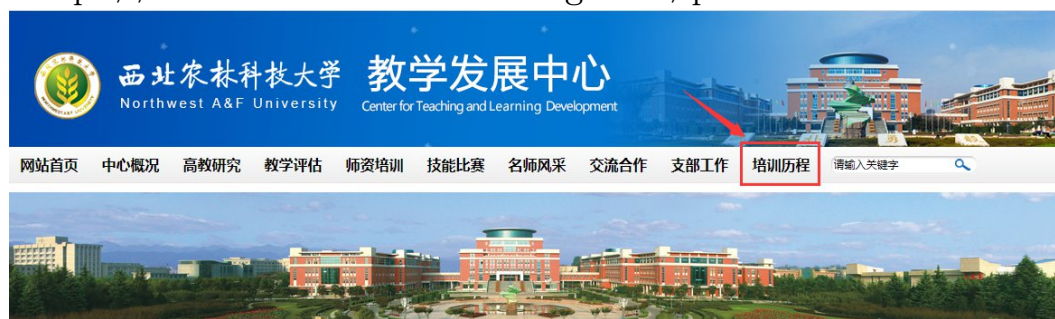 西北农林科技大学
Northwest A&F University
教学发展中心
Center for Teaching and Learning Development
网站首页 中心概况 高教研究 教学评估 师资培训 技能比赛 名师风采 交流合作 支部工作 培训历程 请输入关键字